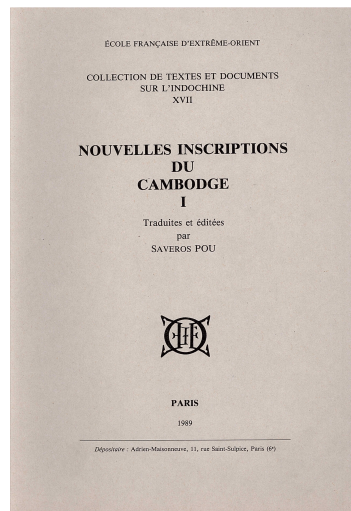 ÉCOLE FRANÇAISE D'EXTRÊME-ORIENT
COLLECTION DE TEXTES ET DOCUMENTS
SUR L'INDOCHINE
XVII
NOUVELLES INSCRIPTIONS
DU
CAMBODGE
I
Traduites et éditées
par
SAVEROS POU
PARIS
1989
Dépositaire : Adrien-Maisonneuve, 11, rue Saint-Sulpice, Paris (6e)